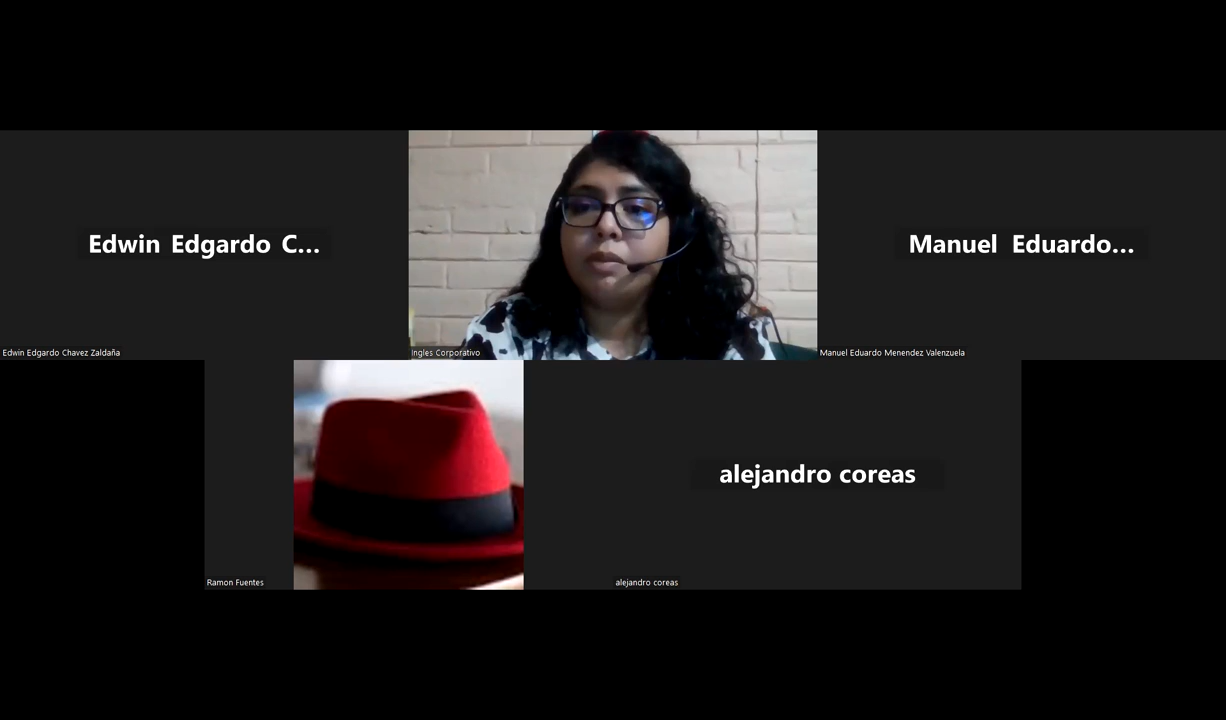 Edwin Edgardo C...
Edwin Edgardo Chavez Zaldaña
Ingles Corporativo
Manuel Eduardo...
Manuel Eduardo Menendez Valenzuela
Ramon Fuentes
alejandro coreas
alejandro coreas